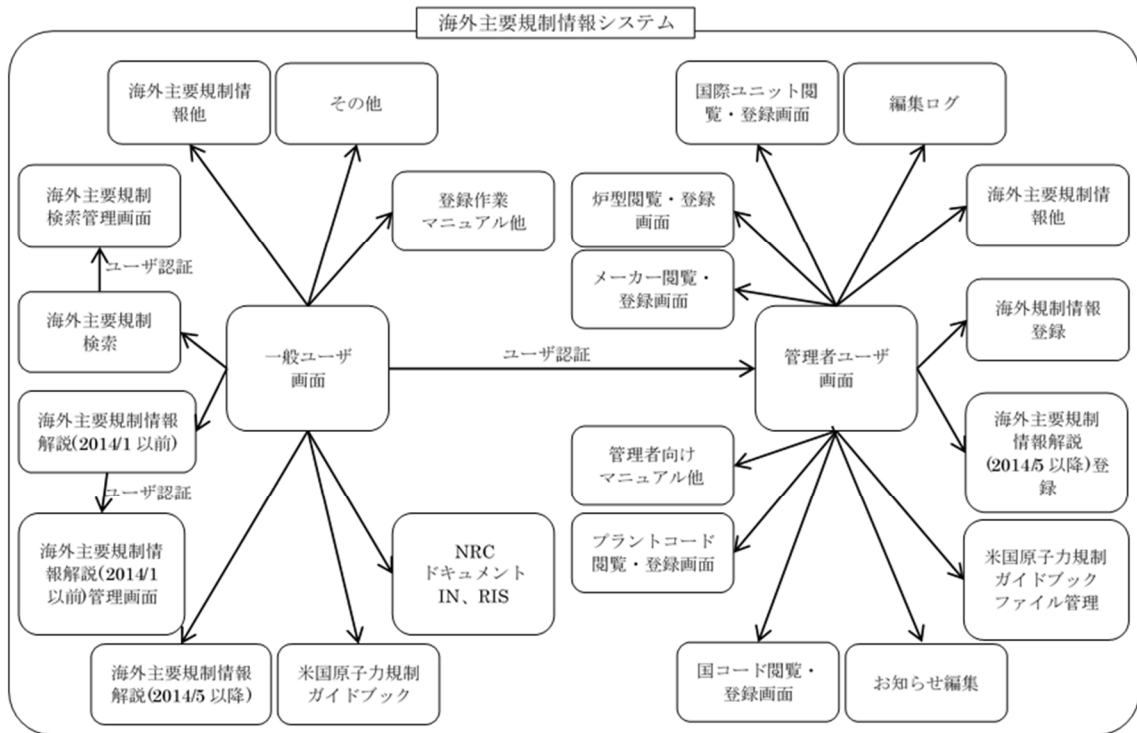 海外主要規制情報システム
海外主要規制情
報他
その他
国際ユニット閲
覧・登録画面
編集ログ
海外主要規制
検索管理画面
登録作業
マニュアル他
炉型閲覧・登録
画面
海外主要規制情
報他
ユーザ認証
メーカー閲覧・
登録画面
海外主要規制
検索
一般ユーザ
画面
ユーザ認証
管理者ユーザ
画面
海外規制情報
登録
海外主要規制情報
解説(2014/1 以前)
管理者向け
マニュアル他
海外主要規制
情報解説
(2014/5 以降)登
録
ユーザ認証
海外主要規制情
報解説(2014/1
以前)管理画面
NRC
ドキュメント
IN、RIS
プラントコード
閲覧・登録画面
米国原子力規制
ガイドブック
ファイル管理
海外主要規制情報
解説(2014/5 以降)
米国原子力規制
ガイドブック
国コード閲覧・
登録画面
お知らせ編集